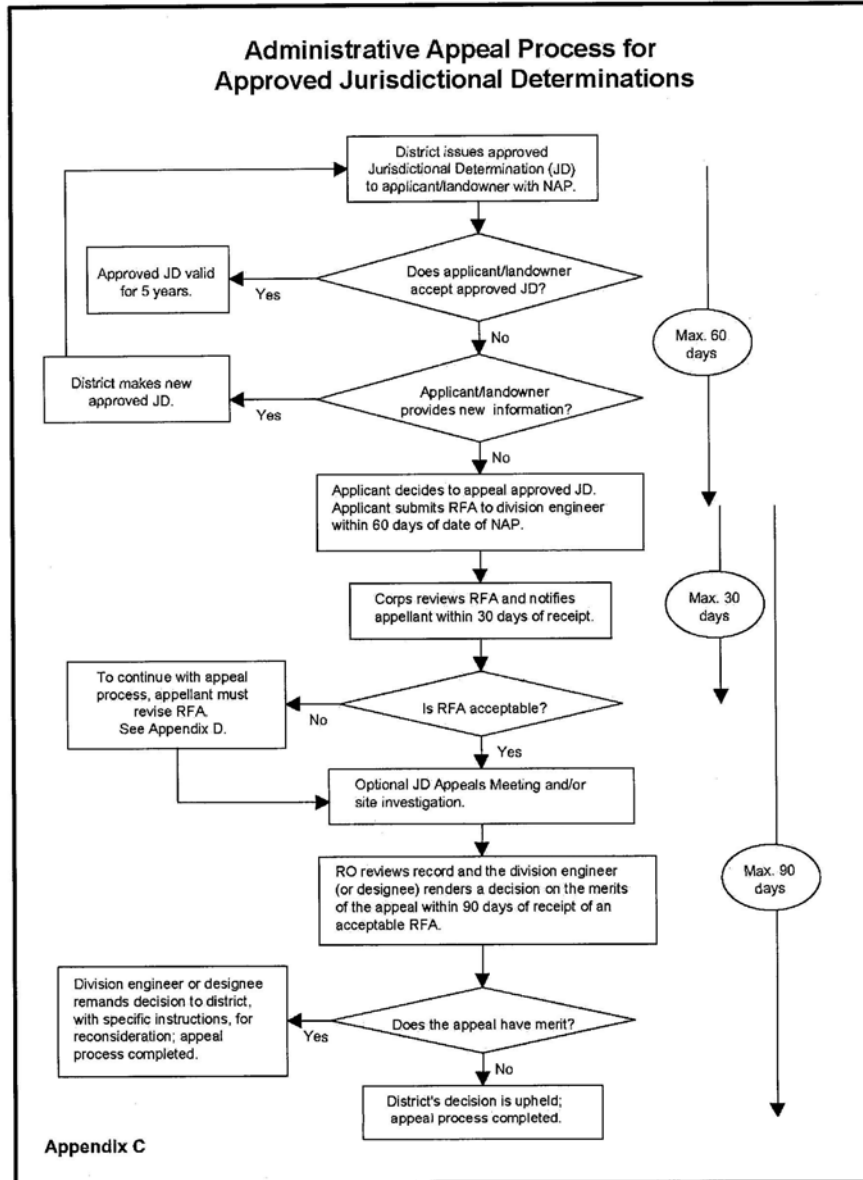 Administrative Appeal Process for
Approved Jurisdictional Determinations
District issues approved
Jurisdictional Determination (JD)
to applicant/landowner with NAP.
Does applicant/landowner
accept approved JD?
Yes
Approved JD valid
for 5 years.
No
Max. 60
days
Applicant/landowner
provides new information?
Yes
District makes new
approved JD.
No
Applicant decides to appeal approved JD.
Applicant submits RFA to division engineer
within 60 days of date of NAP.
Corps reviews RFA and notifies
appellant within 30 days of receipt.
Max. 30
days
Is RFA acceptable?
No
To continue with appeal
process, appellant must
revise RFA.
See Appendix D.
Yes
Optional JD Appeals Meeting and/or
site investigation.
RO reviews record and the division engineer
(or designee) renders a decision on the merits
of the appeal within 90 days of receipt of an
acceptable RFA.
Max. 90
days
Does the appeal have merit?
Yes
Division engineer or designee
remands decision to district,
with specific instructions, for
reconsideration; appeal
process completed.
No
District's decision is upheld;
appeal process completed.
Appendix C